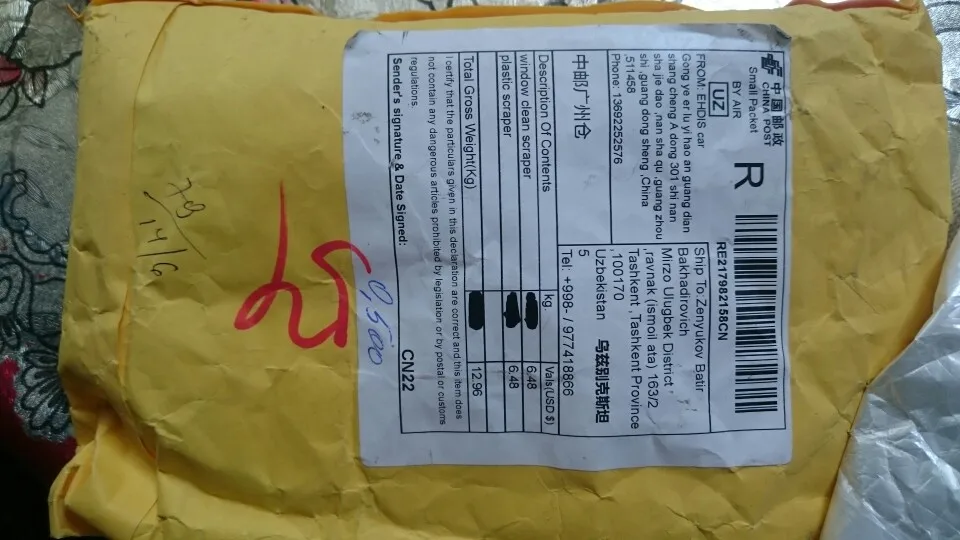 中国邮政
CHINA POST
Small Packet
BY AIR
UZ
R
RE217982158CN
FROM: EHDIS car
Gong ye er lu yi hao an guang dian
shang cheng A dong 301 shi nan
sha jie dao ,nan sha qu ,guang zhou
shi ,guang dong sheng ,China
,511458
Phone: 13692252576
Ship To Zenyukov Batir
Bakhadirovich
Mirzo Ulugbek District ,
,ravnak (ismoil ata) 163/2
Tashkent ,Tashkent Province
,100170
Uzbekistan 乌兹别克斯坦
5
Tel: +998- / 977418866
中邮广州仓
Description Of Contents kg. Vals(USD $)
window clean scraper 6.48
plastic scraper 6.48
Total Gross Weight(Kg) 12.96
I certify that the particulars given in this declaration are correct and this item does
not contain any dangerous articles prohibited by legislation or by postal or customs
regulations.
Sender's signature & Date Signed: CN22
14/6